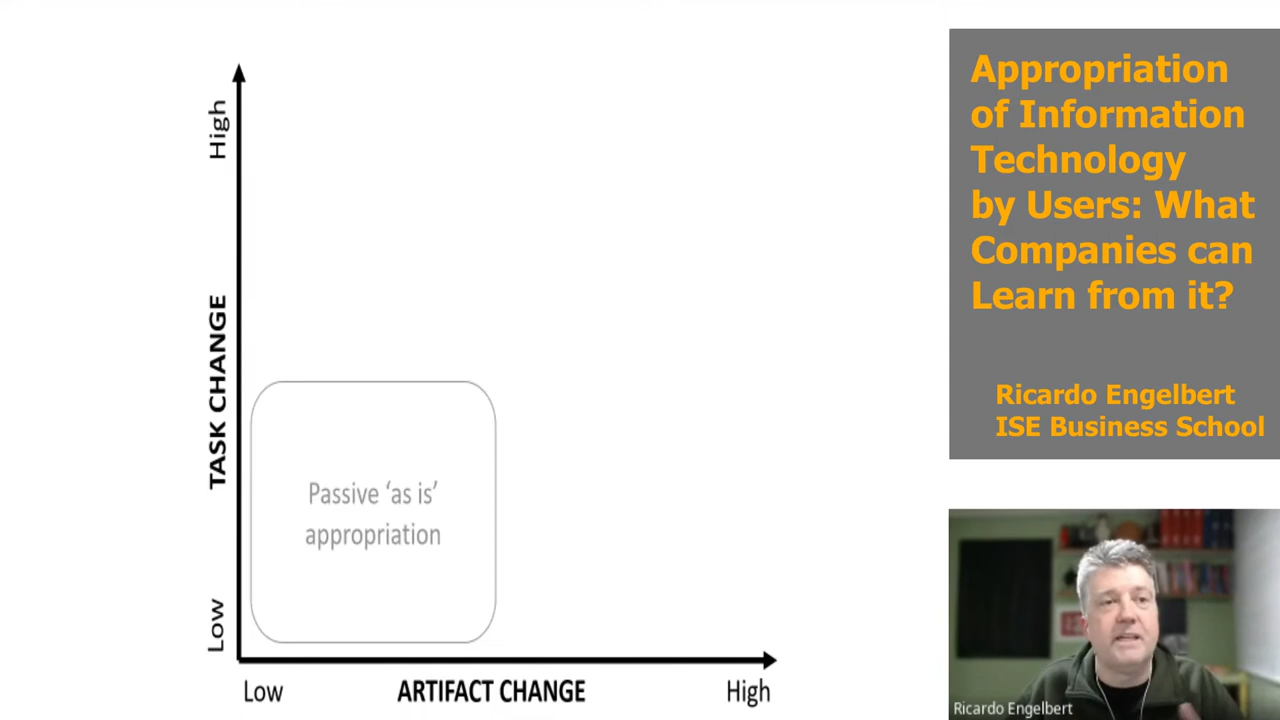 High
TASK CHANGE
Low
Passive ‘as is’
appropriation
Low
ARTIFACT CHANGE
High
Appropriation
of Information
Technology
by Users: What
Companies can
Learn from it?
Ricardo Engelbert
ISE Business School
Ricardo Engelbert